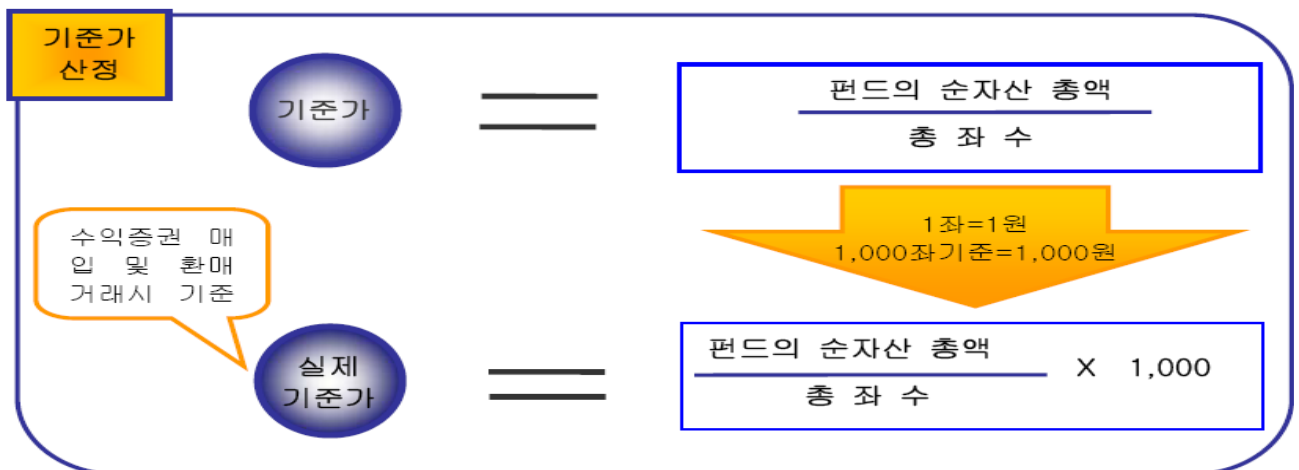 기준가
산정
기준가
펀드의 순자산 총액
총 좌 수
1좌=1원
1,000좌기준=1,000원
수익증권 매
입 및 환매
거래시 기준
실제
기준가
펀드의 순자산 총액
총 좌 수
X 1,000